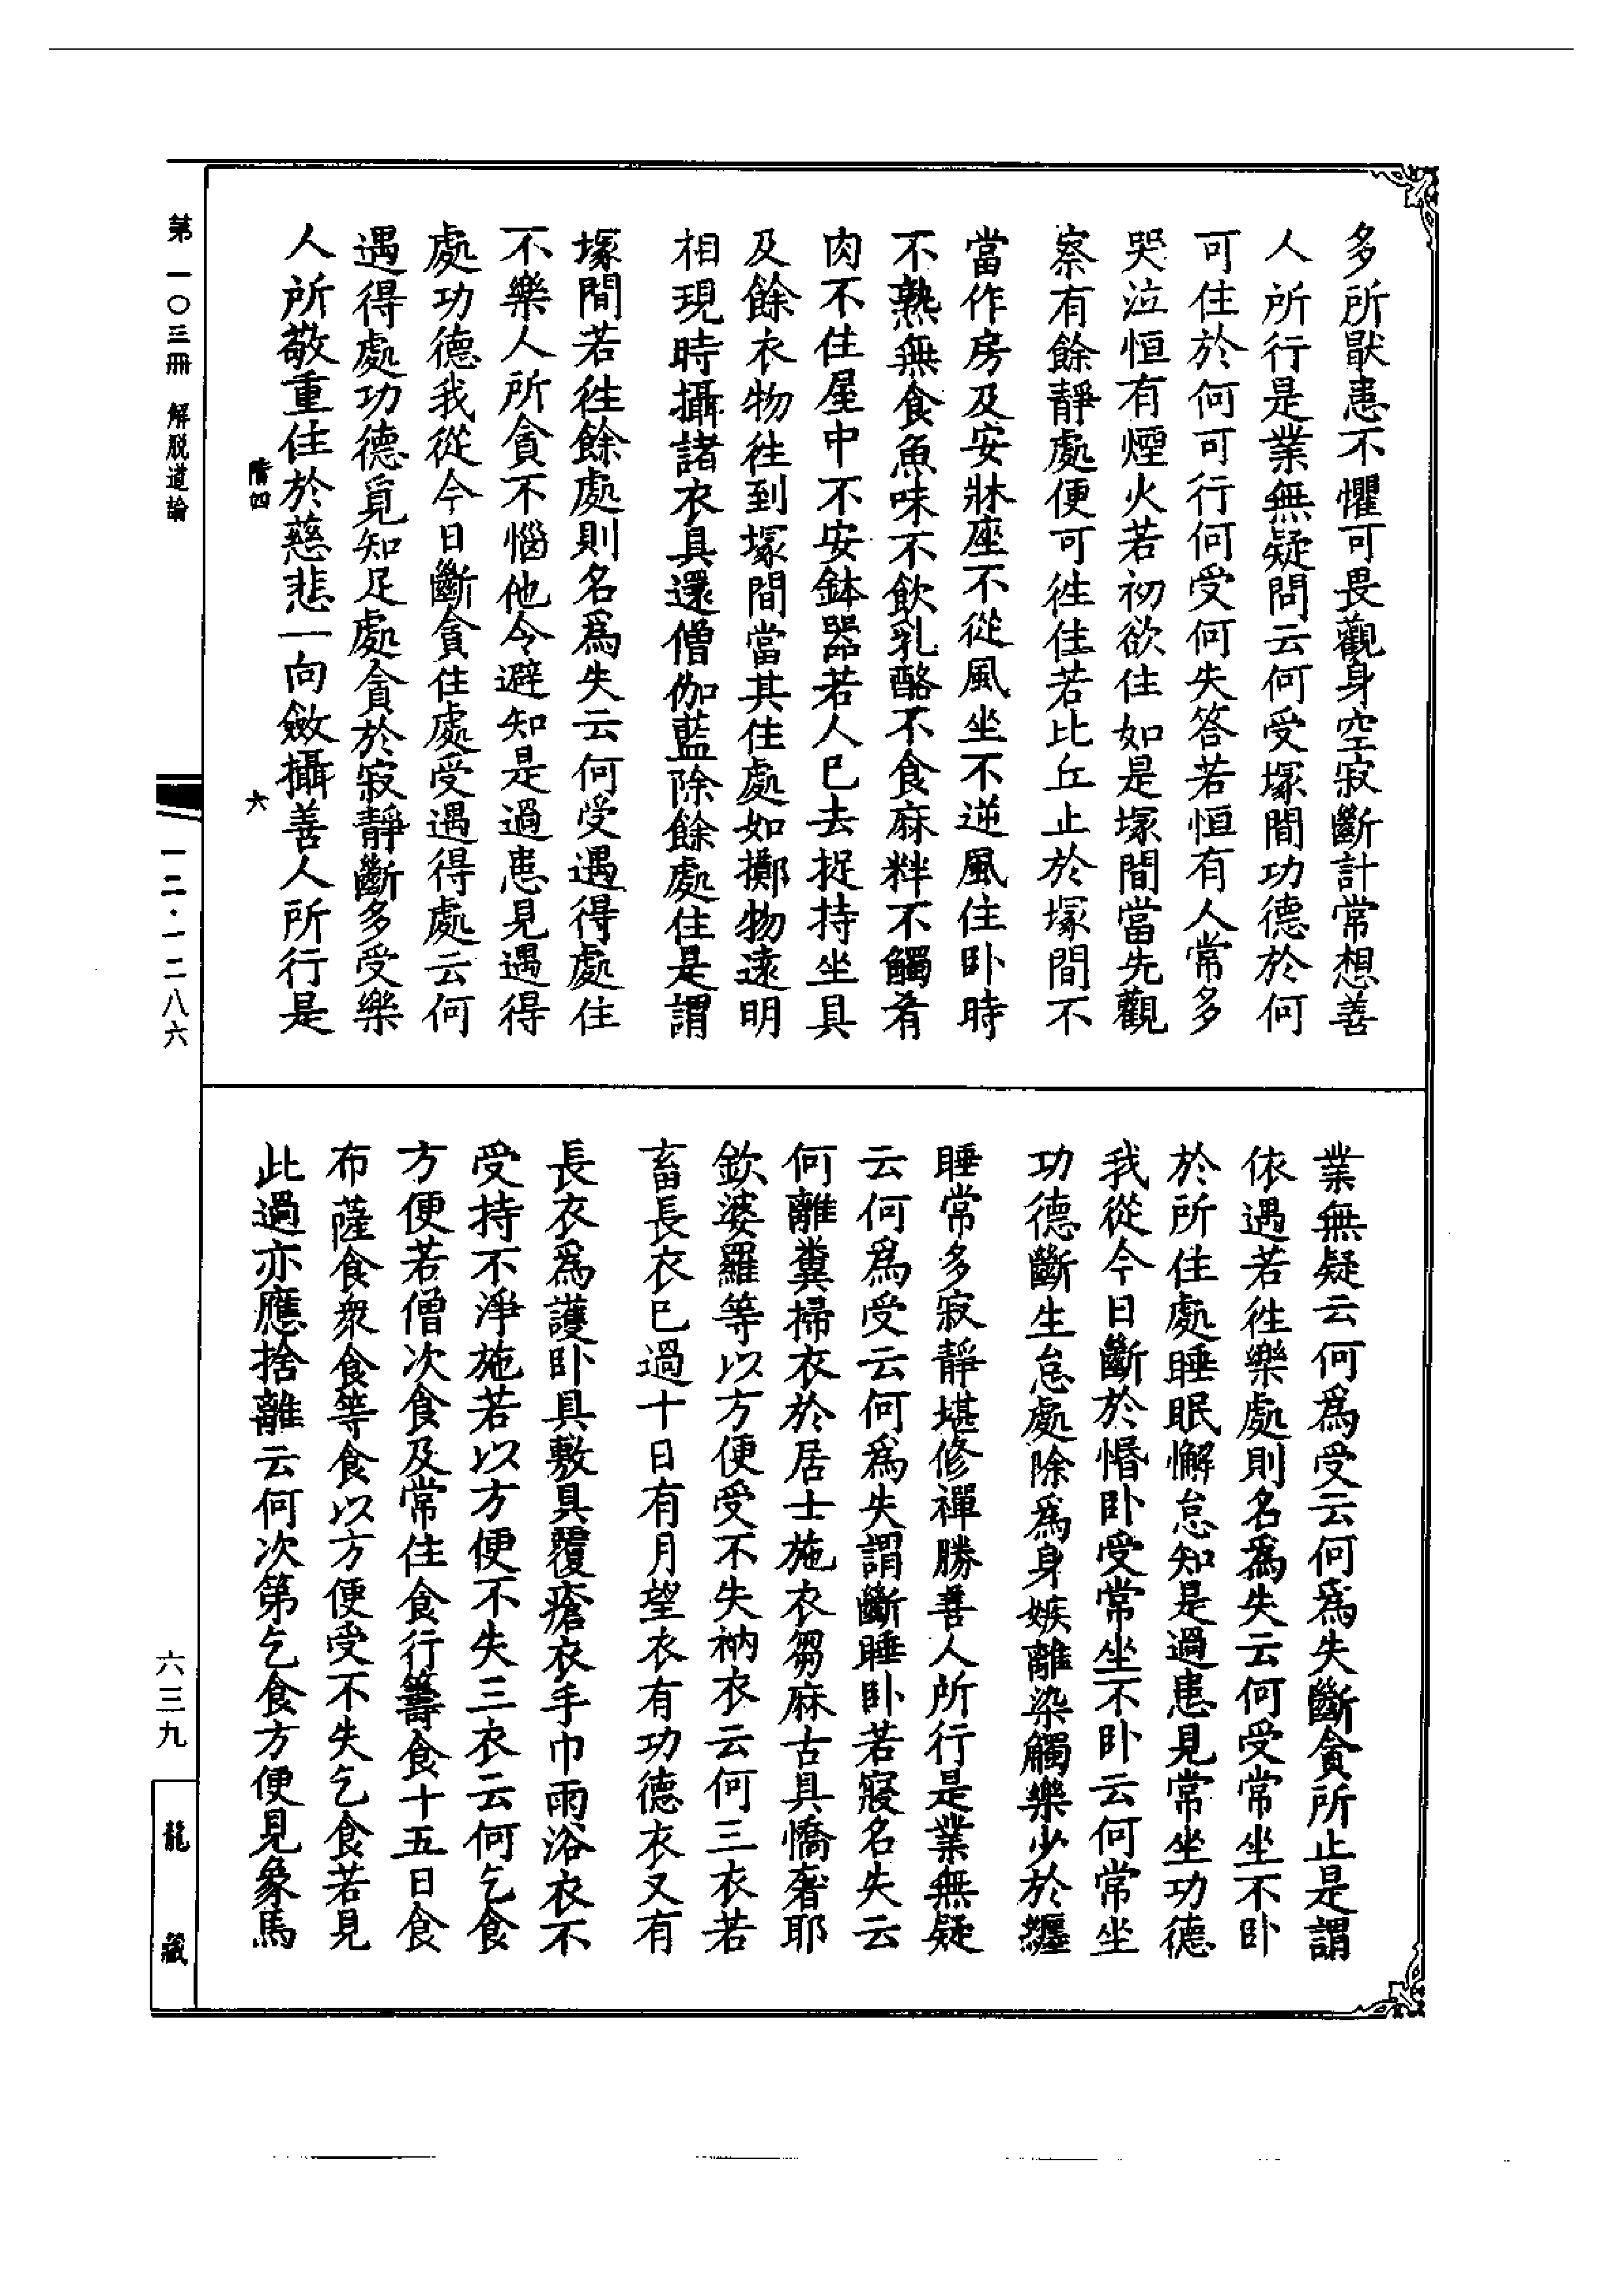 多所猒患不懼可畏觀身空寂斷計常想善
人所行是業無疑問云何受塚間功德於何
可住於何可行何受何失答若恒有人常多
哭泣恒有煙火若初欲住如是塚間當先觀
察有餘靜處便可徃住若比丘止於塚間不
當作房及安牀座不從風坐不逆風住卧時
不熟無食魚味不飲乳酪不食麻粰不觸肴
肉不住屋中不安鉢器若人巳去捉持坐具
及餘衣物徃到塚間當其住處如擲物遠明
相現時攝諸衣具還僧伽藍除餘處住是謂
塚間若徃餘處則名爲失云何受遇得處住
不樂人所貪不惱他令避知是過患見遇得
處功德我從今日斷貪住處受遇得處云何
遇得處功德覓知足處貪於寂靜斷多受樂
人所敬重住於慈悲一向斂攝善人所行是
業無疑云何爲受云何爲失斷貪所止是謂
依遇若徃樂處則名爲失云何受常坐不卧
於所住處睡眠懈怠知是過患見常坐功德
我從今日斷於惛卧受常坐不卧云何常坐
功德斷生怠處除爲身嫉離染觸樂少於纏
睡常多寂靜堪修禪勝善人所行是業無疑
云何爲受云何爲失謂斷睡卧若寢名失云
何離糞掃衣於居士施衣芻麻古具憍奢耶
欽婆羅等以方便受不失衲衣云何三衣若
畜長衣巳過十日有月望衣有功德衣又有
長衣爲護卧具敷具覆瘡衣手巾雨浴衣不
受持不淨施若以方便不失三衣云何乞食
方便若僧次食及常住食行籌食十五日食
布薩食衆食等食以方便受不失乞食若見
此過亦應捨離云何次第乞食方便見象馬
第一〇三冊 解脱道論
階四
六
一二·一二八六
六三九
龍藏